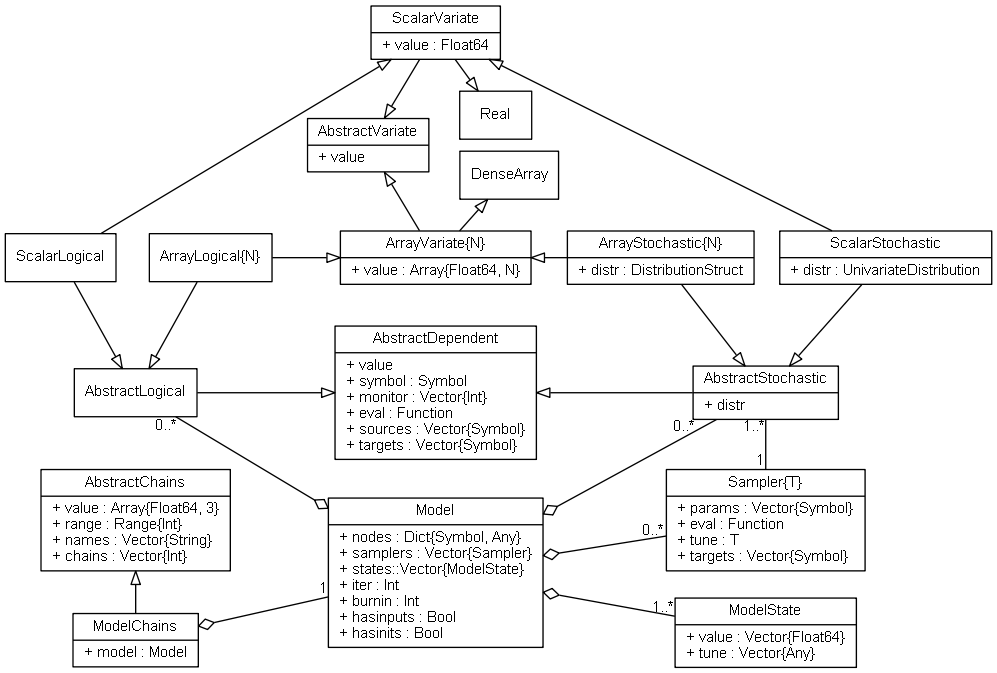 ScalarVariate
+ value : Float64
Real
AbstractVariate
+ value
DenseArray
ScalarLogical
ArrayLogical{N}
ArrayVariate{N}
+ value : Array{Float64, N}
ArrayStochastic{N}
+ distr : DistributionStruct
ScalarStochastic
+ distr : UnivariateDistribution
AbstractLogical
0..*
AbstractDependent
+ value
+ symbol : Symbol
+ monitor : Vector{Int}
+ eval : Function
+ sources : Vector{Symbol}
+ targets : Vector{Symbol}
AbstractStochastic
+ distr
0..*
1..*
1
AbstractChains
+ value : Array{Float64, 3}
+ range : Range{Int}
+ names : Vector{String}
+ chains : Vector{Int}
Model
+ nodes : Dict{Symbol, Any}
+ samplers : Vector{Sampler}
+ states::Vector{ModelState}
+ iter : Int
+ burnin : Int
+ hasinputs : Bool
+ hasinits : Bool
Sampler{T}
+ params : Vector{Symbol}
+ eval : Function
+ tune : T
+ targets : Vector{Symbol}
0..*
1
1..*
ModelChains
+ model : Model
ModelState
+ value : Vector{Float64}
+ tune : Vector{Any}